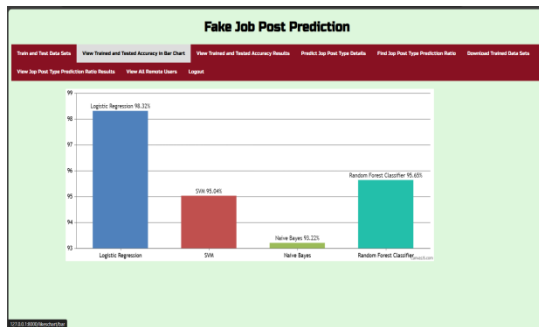 Fake Job Post Prediction
Train and Test Data Sets View Trained and Tested Accuracy in Bar Chart View Trained and Tested Accuracy Results Predict Job Post Type Details Find Job Post Type Prediction Ratio Download Trained Data Sets
View Jop Post Type Prediction Ratio Results View All Remote Users Logout
99
Logistic Regression 98.32%
98
97
96
Random Forest Classifier 95.65%
SVM 95.04%
95
94
Naive Bayes 93.22%
93
Logistic Regression SVM Naive Bayes Random Forest Classifier